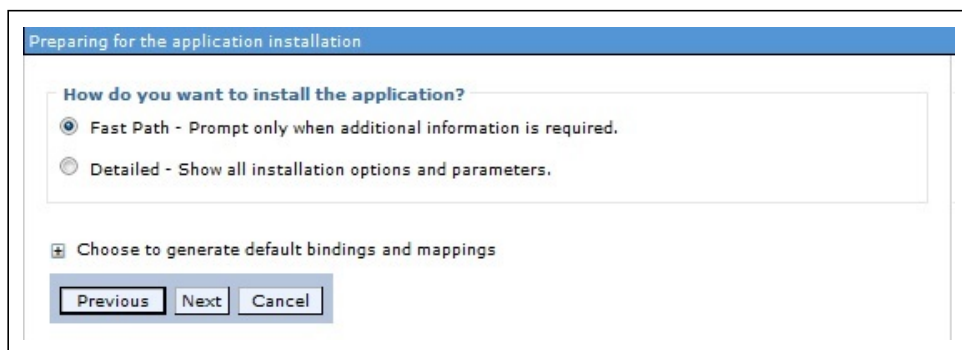 Preparing for the application installation
How do you want to install the application?
Fast Path - Prompt only when additional information is required.
Detailed - Show all installation options and parameters.
Choose to generate default bindings and mappings
Previous Next Cancel